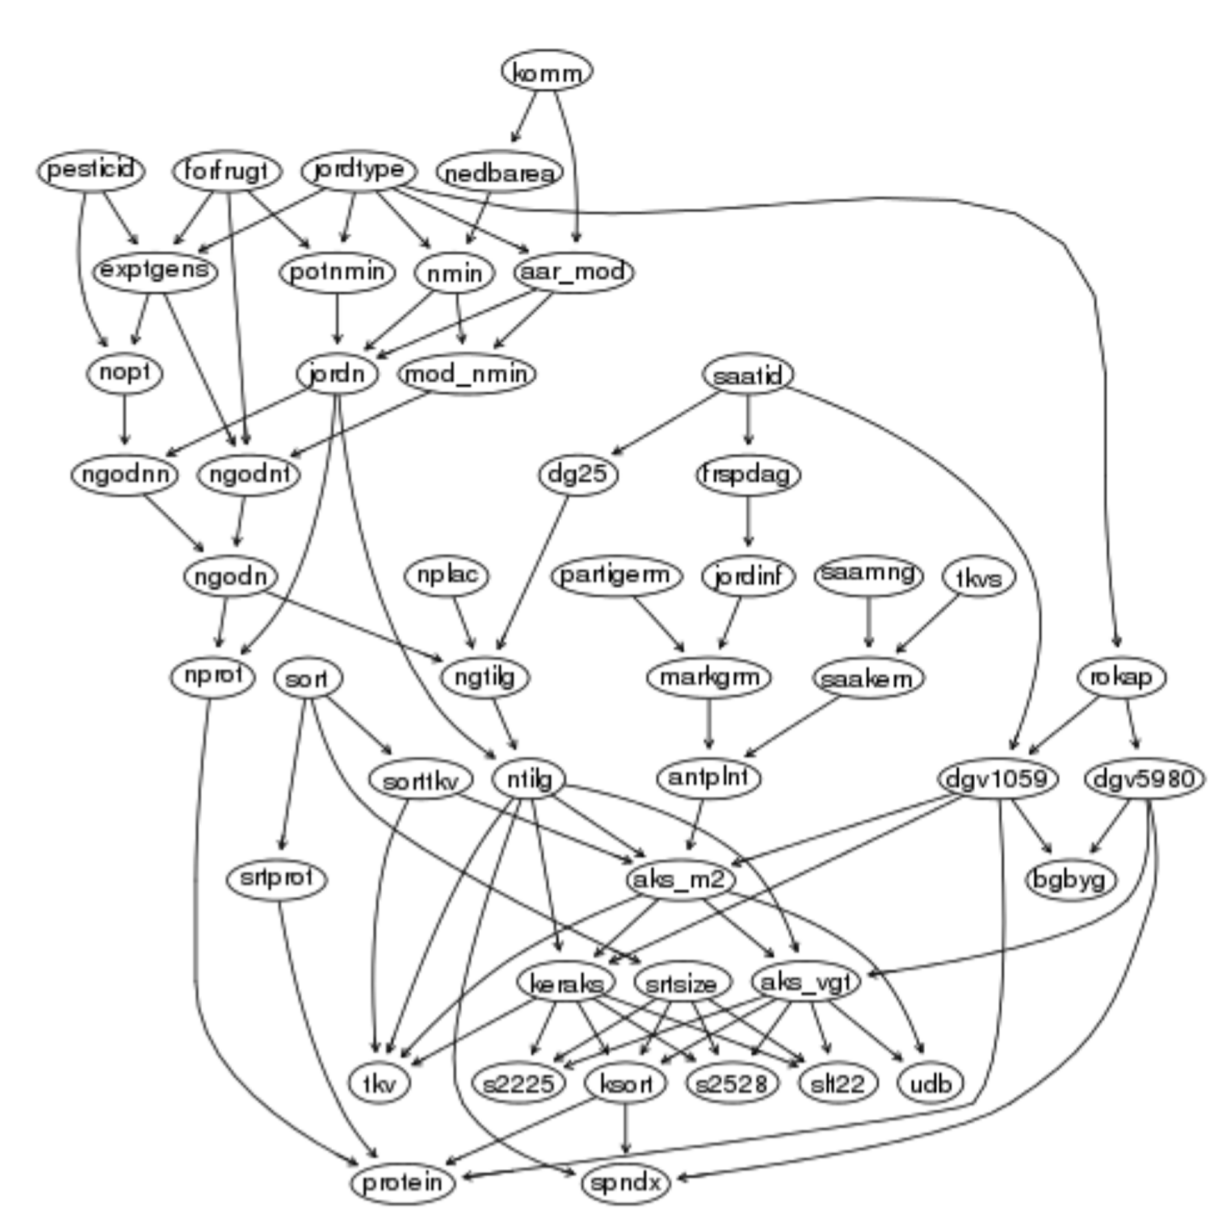 komm
pesticid forfrugt jordtype nedbarea
exptgens potnmin nmin aar_mod
nopt jordn mod_nmin saatid
ngodnn ngodnt dg25 frspdag
ngodn nplac partigerm jordinf saamng tkvs
nprot sort ngtilg markgrm saakern rokap
sorttkv ntilg antplnt dgv1059 dgv5980
srtprot aks_m2 bgbyg
keraks srtsize aks_vgt
tkv s2225 ksort s2528 slt22 udb
protein spndx